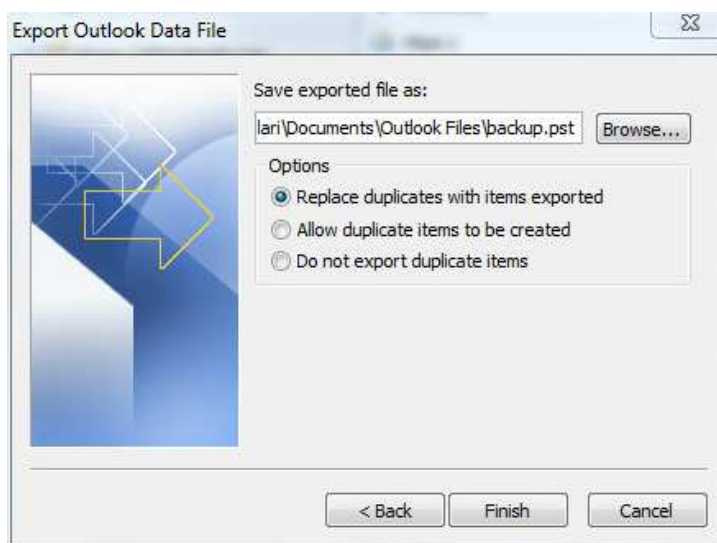 Export Outlook Data File
Save exported file as:
lari\Documents\Outlook Files\backup.pst
Browse...
Options
Replace duplicates with items exported
Allow duplicate items to be created
Do not export duplicate items
< Back
Finish
Cancel